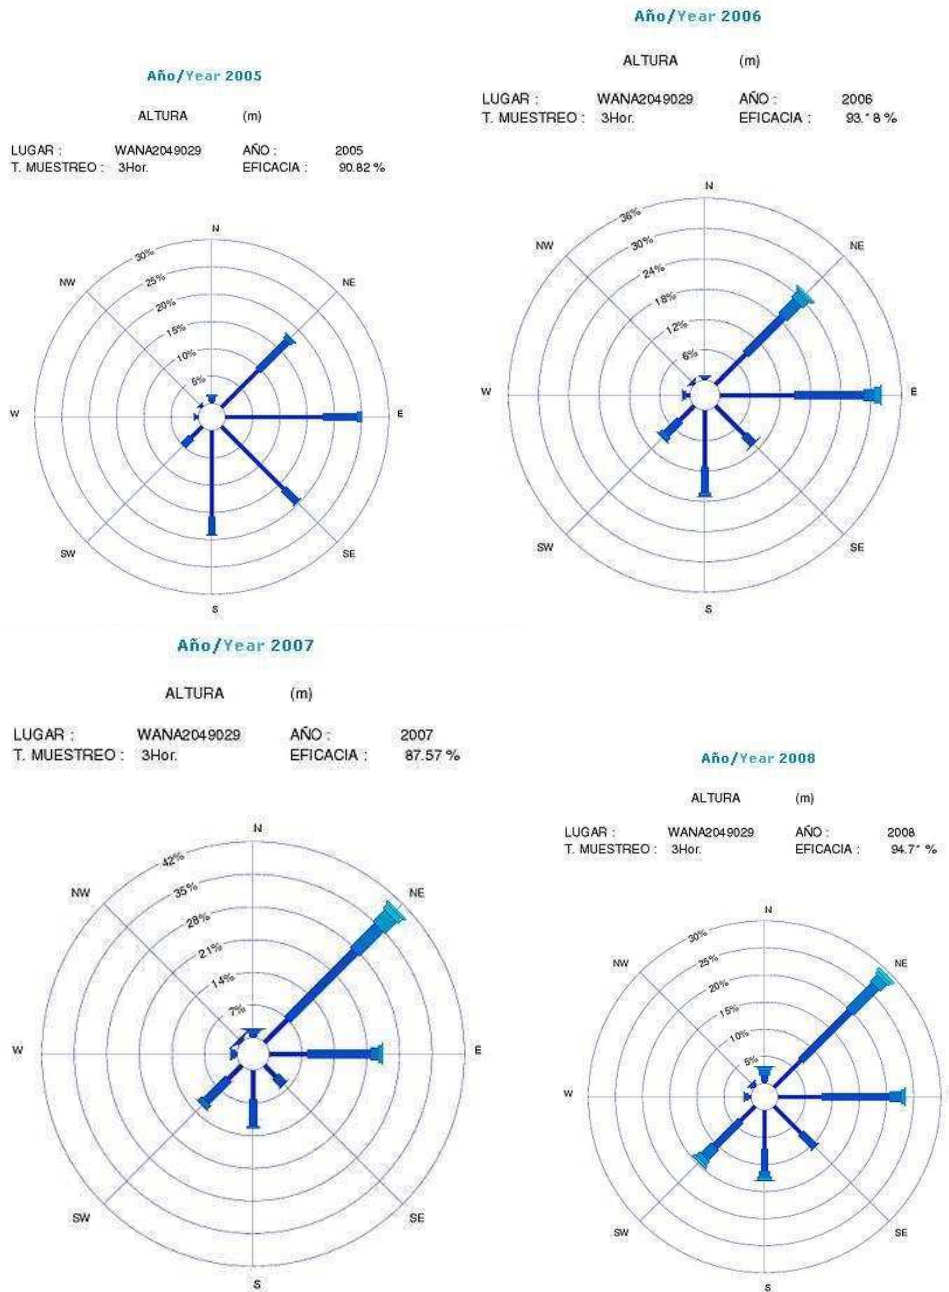 Año/Year 2005
ALTURA (m)
LUGAR : WANA2049029 AÑO : 2005
T. MUESTREO : 3Hor. EFICACIA : 90.82 %
N
30%
25%
NW NE
20%
15%
10%
5%
W E
SW SE
S
Año/Year 2006
ALTURA (m)
LUGAR : WANA2049029 AÑO : 2006
T. MUESTREO : 3Hor. EFICACIA :
N
36%
30%
NW NE
24%
18%
12%
6%
W E
SW SE
S
Año/Year 2007
ALTURA (m)
LUGAR : WANA2049029 AÑO : 2007
T. MUESTREO : 3Hor. EFICACIA : 87.57 %
N
42%
35%
NW NE
28%
21%
14%
7%
W E
SW SE
S
Año/Year 2008
ALTURA (m)
LUGAR : WANA2049029 AÑO : 2008
T. MUESTREO : 3Hor. EFICACIA :
N
30%
25%
NW NE
20%
15%
10%
5%
W E
SW SE
S